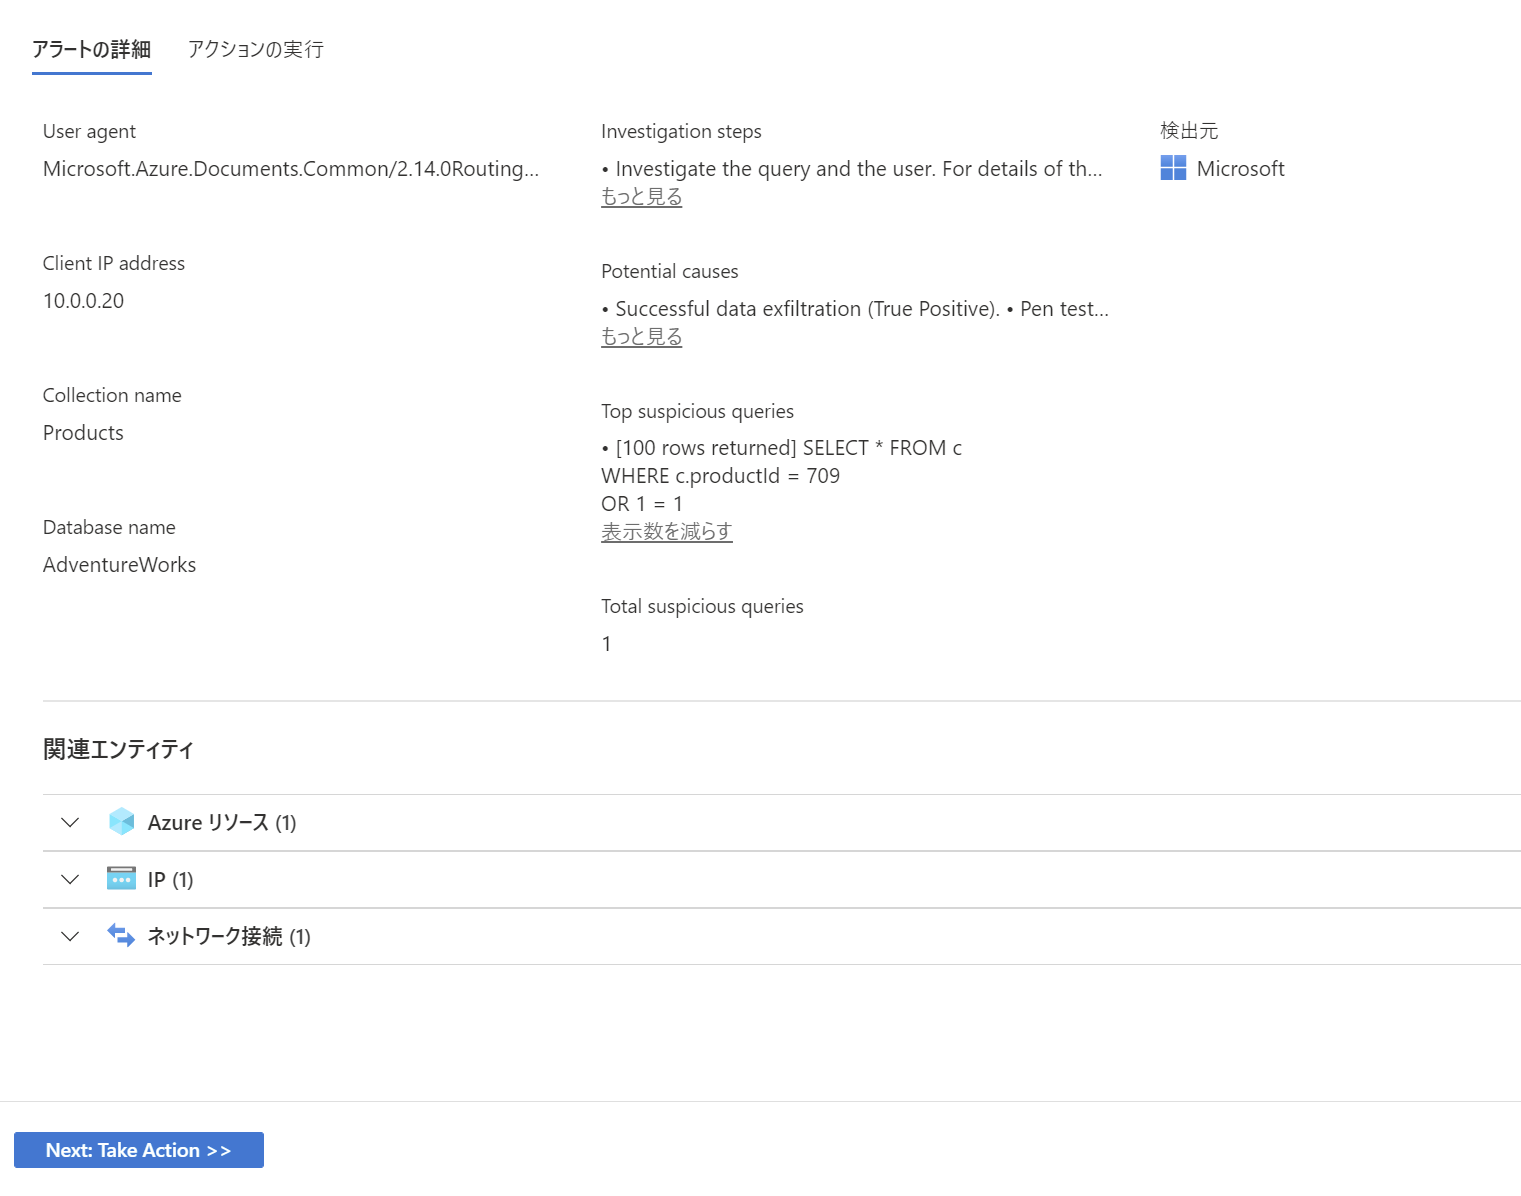 アラートの詳細 アクションの実行
User agent
Microsoft.Azure.Documents.Common/2.14.0Routing...
Client IP address
10.0.0.20
Collection name
Products
Database name
AdventureWorks
Investigation steps
• Investigate the query and the user. For details of th...
もっと見る
Potential causes
• Successful data exfiltration (True Positive). • Pen test...
もっと見る
Top suspicious queries
• [100 rows returned] SELECT * FROM c
WHERE c.productId = 709
OR 1 = 1
表示数を減らす
Total suspicious queries
1
検出元
Microsoft
関連エンティティ
Azure リソース (1)
IP (1)
ネットワーク接続 (1)
Next: Take Action >>